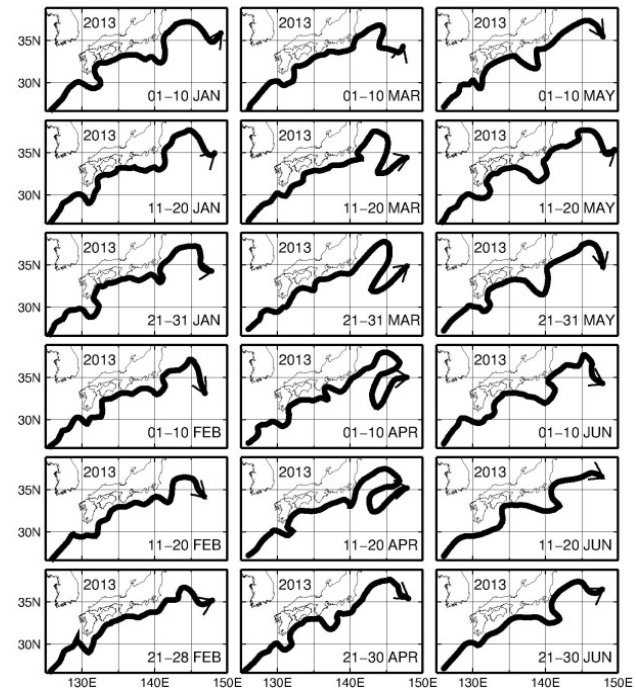 2013 2013 2013
35N
30N
01-10 JAN 01-10 MAR 01-10 MAY
2013 2013 2013
35N
30N
11-20 JAN 11-20 MAR 11-20 MAY
2013 2013 2013
35N
30N
21-31 JAN 21-31 MAR 21-31 MAY
2013 2013 2013
35N
30N
01-10 FEB 01-10 APR 01-10 JUN
2013 2013 2013
35N
30N
11-20 FEB 11-20 APR 11-20 JUN
2013 2013 2013
35N
30N
21-28 FEB 21-30 APR 21-30 JUN
130E 140E 150E 130E 140E 150E 130E 140E 150E